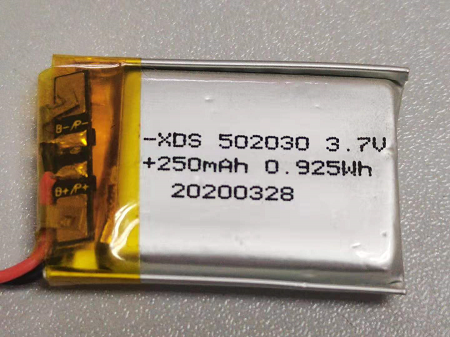 B-/P-
B+/P+
-XDS 502030 3.7V
+250mAh 0.925Wh
20200328